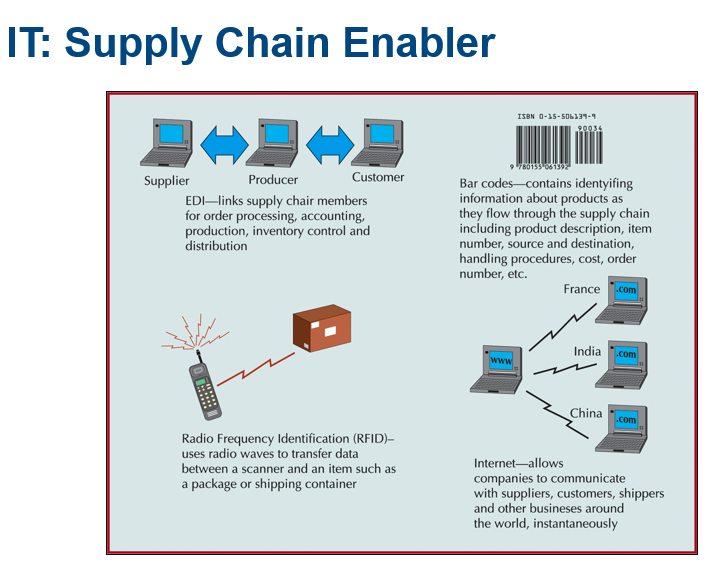 IT: Supply Chain Enabler
Supplier
Producer
Customer
EDI—links supply chair members
for order processing, accounting,
production, inventory control and
distribution
ISBN 0-15-506139-9
90034
9 780155 061392
Bar codes—contains identyifing
information about products as
they flow through the supply chain
including product description, item
number, source and destination,
handling procedures, cost, order
number, etc.
Radio Frequency Identification (RFID)–
uses radio waves to transfer data
between a scanner and an item such as
a package or shipping container
France
.com
www
India
.com
China
.com
Internet—allows
companies to communicate
with suppliers, customers, shippers
and other busineses around
the world, instantaneously